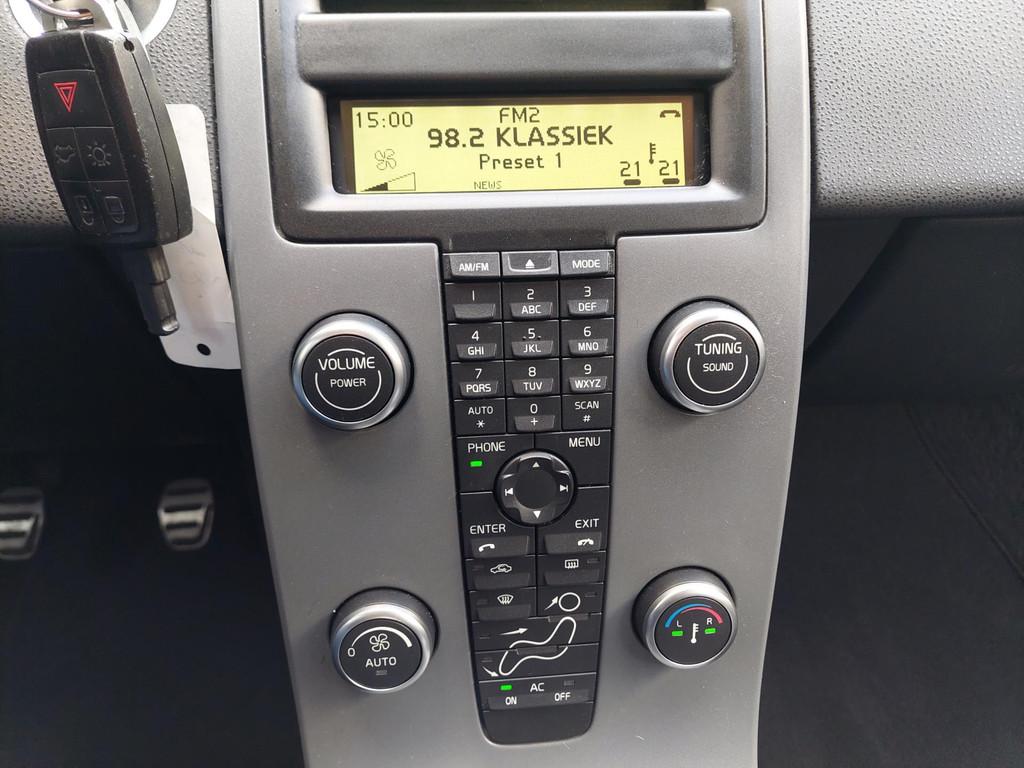 15:00
FM2
98.2 KLASSIEK
Preset 1
21 21
NEWS
AM/FM MODE
1 2 ABC 3 DEF
4 GHI 5 JKL 6 MNO
7 PQRS 8 TUV 9 WXYZ
AUTO * 0 + SCAN #
VOLUME
POWER
TUNING
SOUND
PHONE MENU
ENTER EXIT
0
AUTO
L R
AC
ON OFF